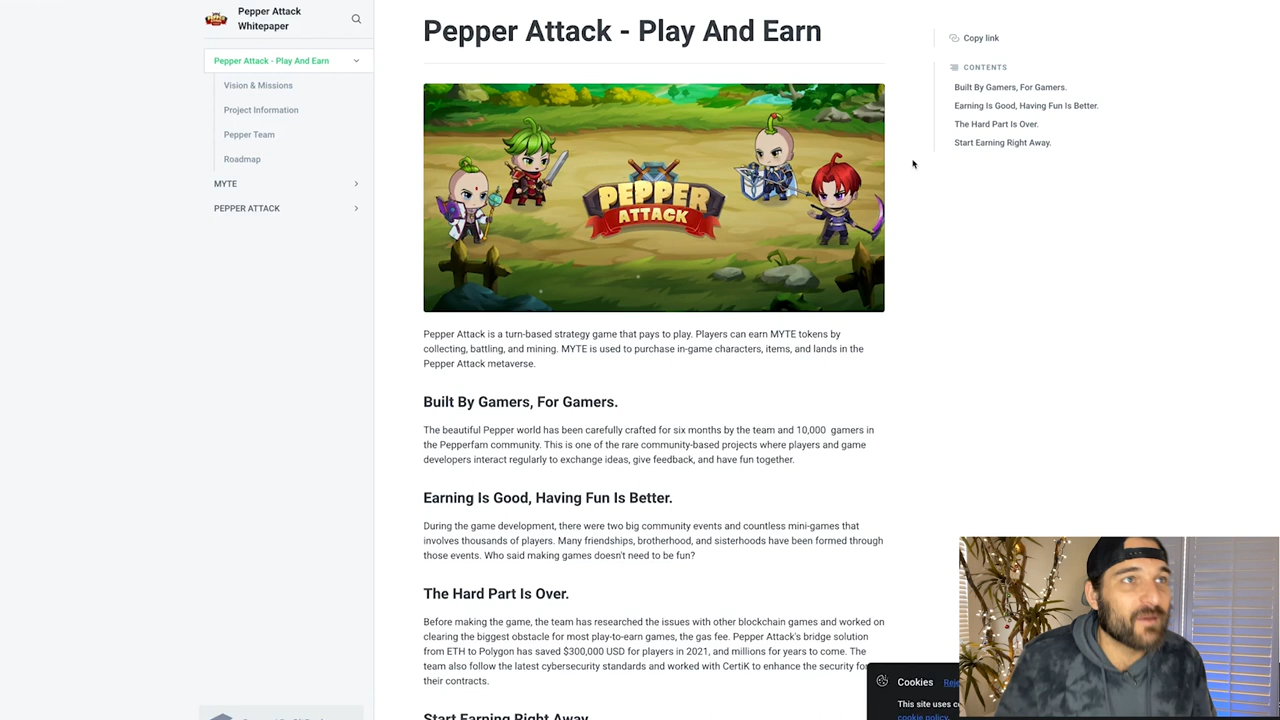 Pepper Attack
Whitepaper
Pepper Attack - Play And Earn
Vision & Missions
Project Information
Pepper Team
Roadmap
MYTE
PEPPER ATTACK
Pepper Attack - Play And Earn
PEPPER
ATTACK
Pepper Attack is a turn-based strategy game that pays to play. Players can earn MYTE tokens by
collecting, battling, and mining. MYTE is used to purchase in-game characters, items, and lands in the
Pepper Attack metaverse.
Built By Gamers, For Gamers.
The beautiful Pepper world has been carefully crafted for six months by the team and 10,000 gamers in
the Pepperfam community. This is one of the rare community-based projects where players and game
developers interact regularly to exchange ideas, give feedback, and have fun together.
Earning Is Good, Having Fun Is Better.
During the game development, there were two big community events and countless mini-games that
involves thousands of players. Many friendships, brotherhood, and sisterhoods have been formed through
those events. Who said making games doesn't need to be fun?
The Hard Part Is Over.
Before making the game, the team has researched the issues with other blockchain games and worked on
clearing the biggest obstacle for most play-to-earn games, the gas fee. Pepper Attack's bridge solution
from ETH to Polygon has saved $300,000 USD for players in 2021, and millions for years to come. The
team also follow the latest cybersecurity standards and worked with CertiK to enhance the security for
their contracts.
Start Earning Right Away
Copy link
CONTENTS
Built By Gamers, For Gamers.
Earning Is Good, Having Fun Is Better.
The Hard Part Is Over.
Start Earning Right Away.
Cookies
This site uses
cookie policy